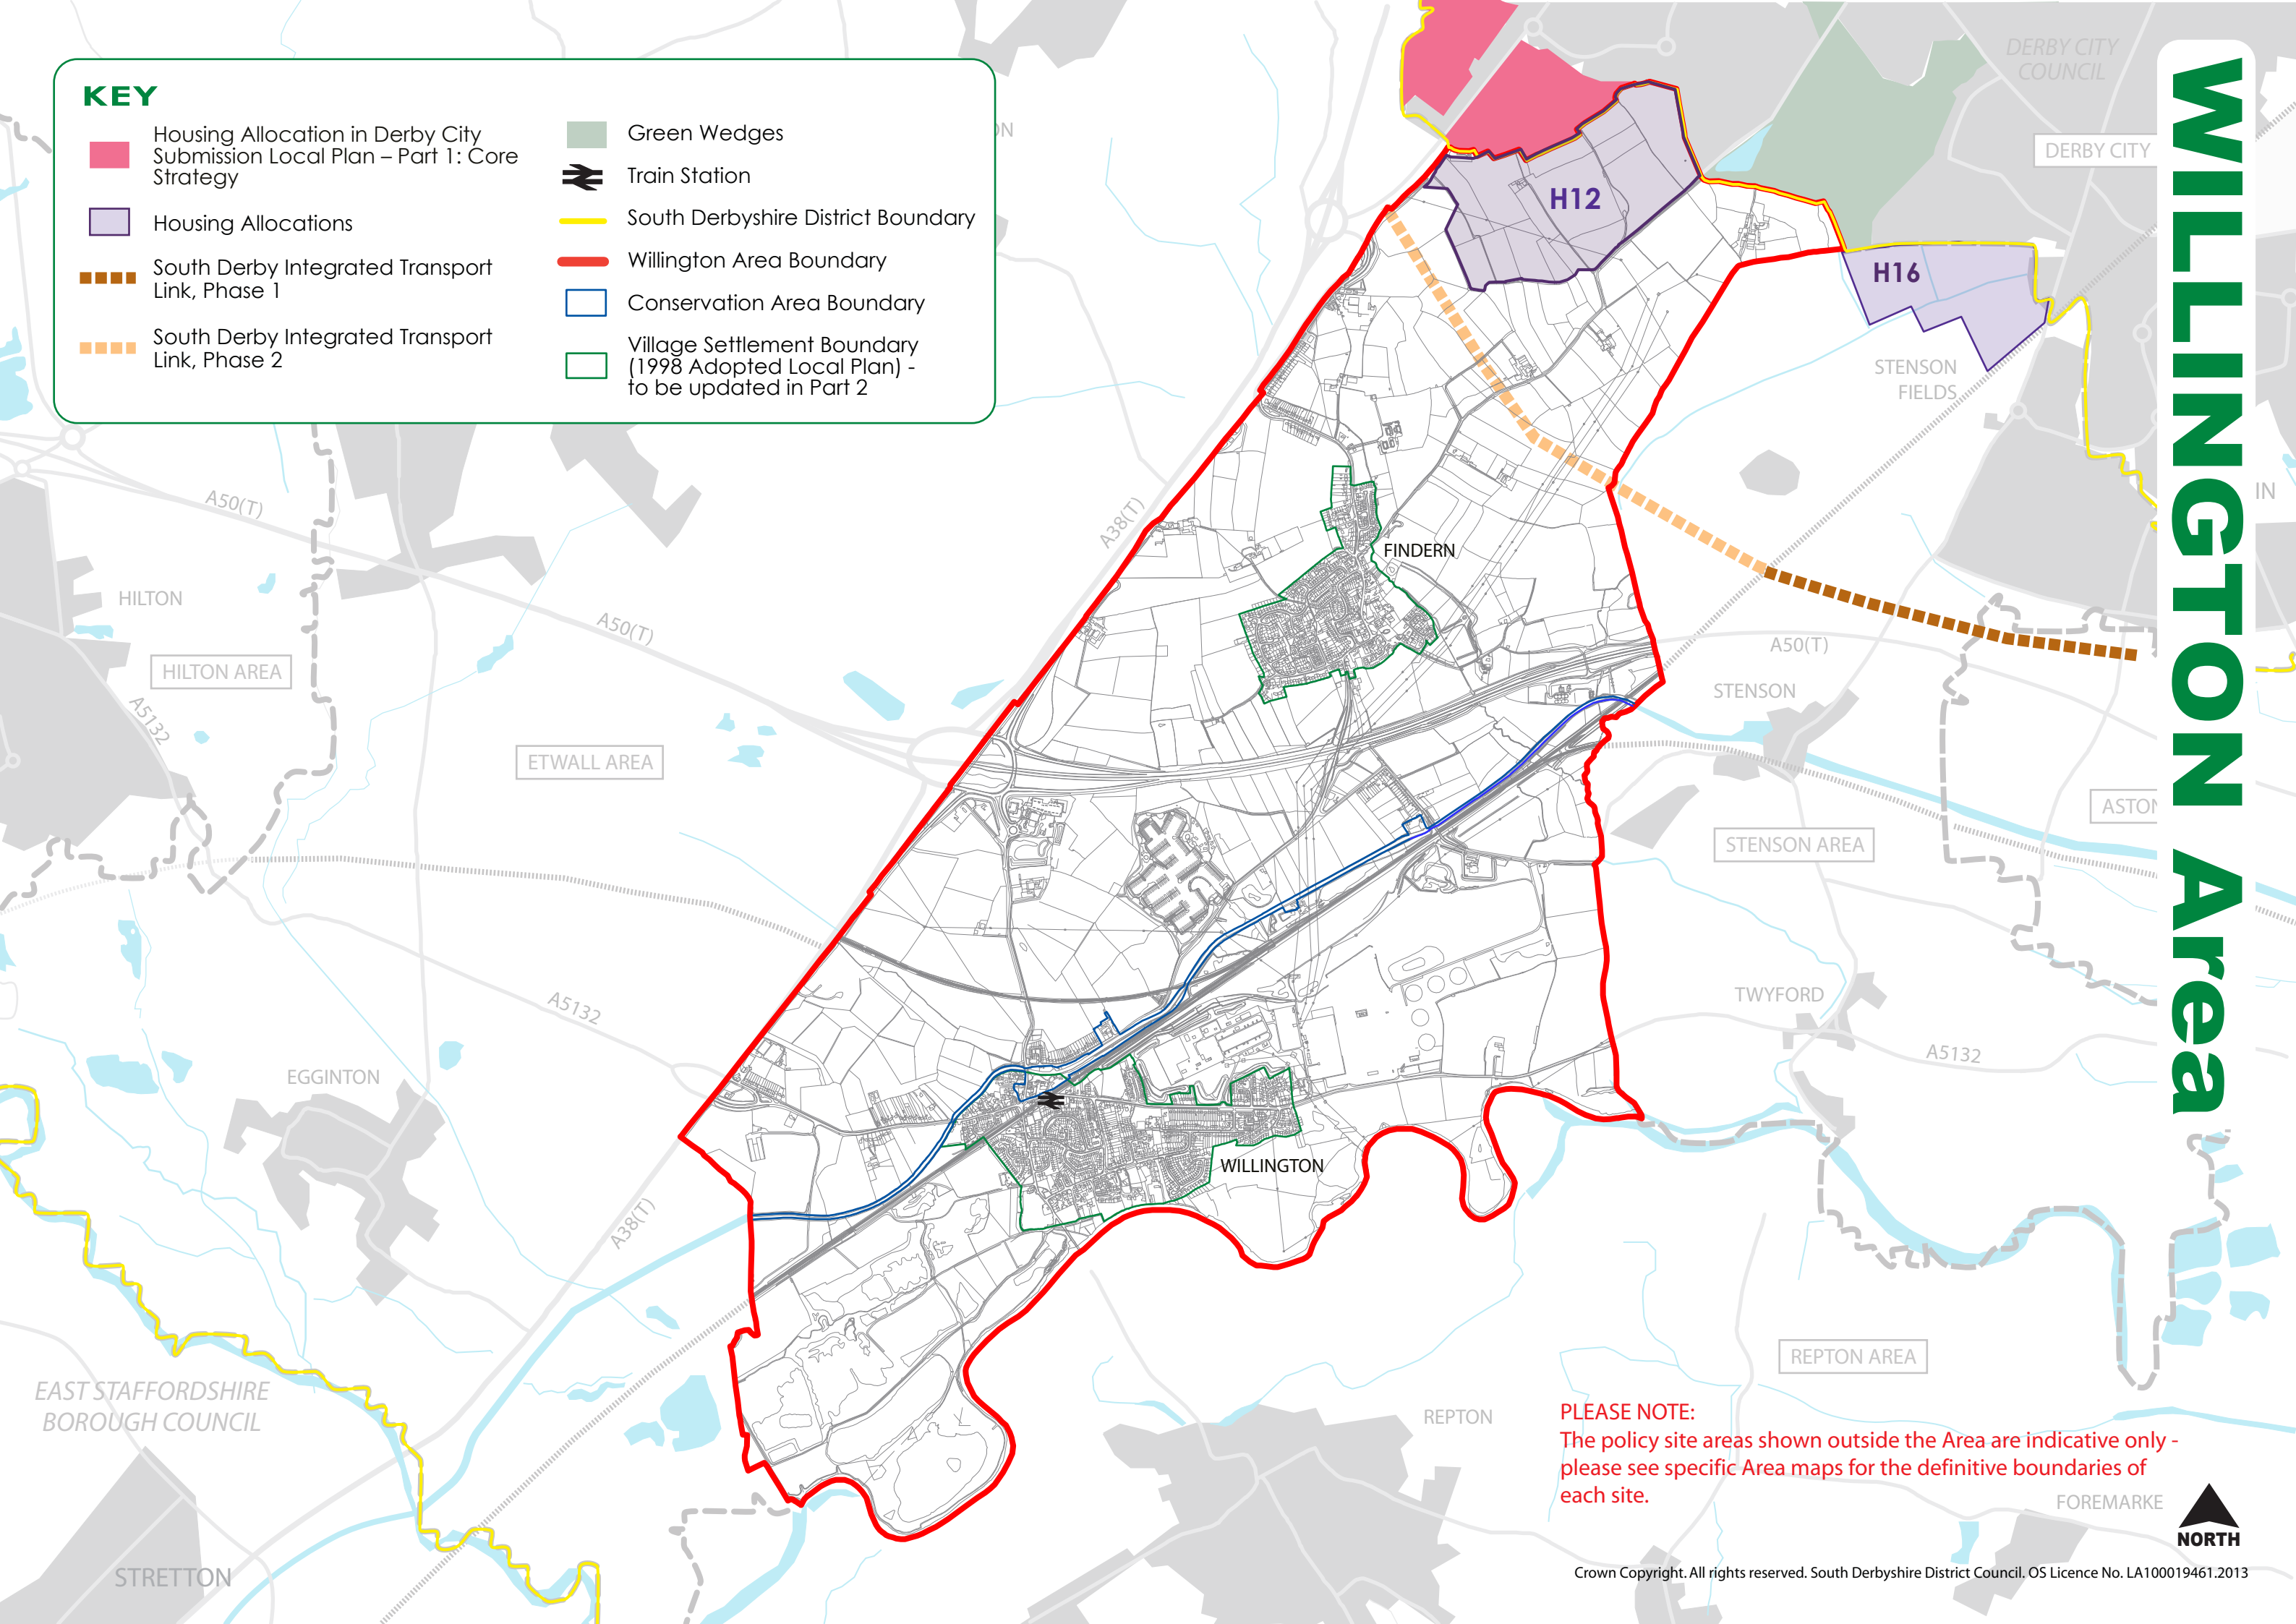 WILLINGTON Area
KEY
Housing Allocation in Derby City
Submission Local Plan – Part 1: Core
Strategy
Housing Allocations
South Derby Integrated Transport
Link, Phase 1
South Derby Integrated Transport
Link, Phase 2
Green Wedges
Train Station
South Derbyshire District Boundary
Willington Area Boundary
Conservation Area Boundary
Village Settlement Boundary
(1998 Adopted Local Plan) -
to be updated in Part 2
DERBY CITY
COUNCIL
DERBY CITY
H12
H16
STENSON
FIELDS
A50(T)
A38(T)
FINDERN
HILTON
A50(T)
HILTON AREA
A5132
ETWALL AREA
A50(T)
STENSON
ASTON
STENSON AREA
TWYFORD
A5132
A5132
EGGINTON
WILLINGTON
A38(T)
REPTON AREA
EAST STAFFORDSHIRE
BOROUGH COUNCIL
REPTON
STRETTON
PLEASE NOTE:
The policy site areas shown outside the Area are indicative only -
please see specific Area maps for the definitive boundaries of
each site.
FOREMARKE
NORTH
Crown Copyright. All rights reserved. South Derbyshire District Council. OS Licence No. LA100019461.2013